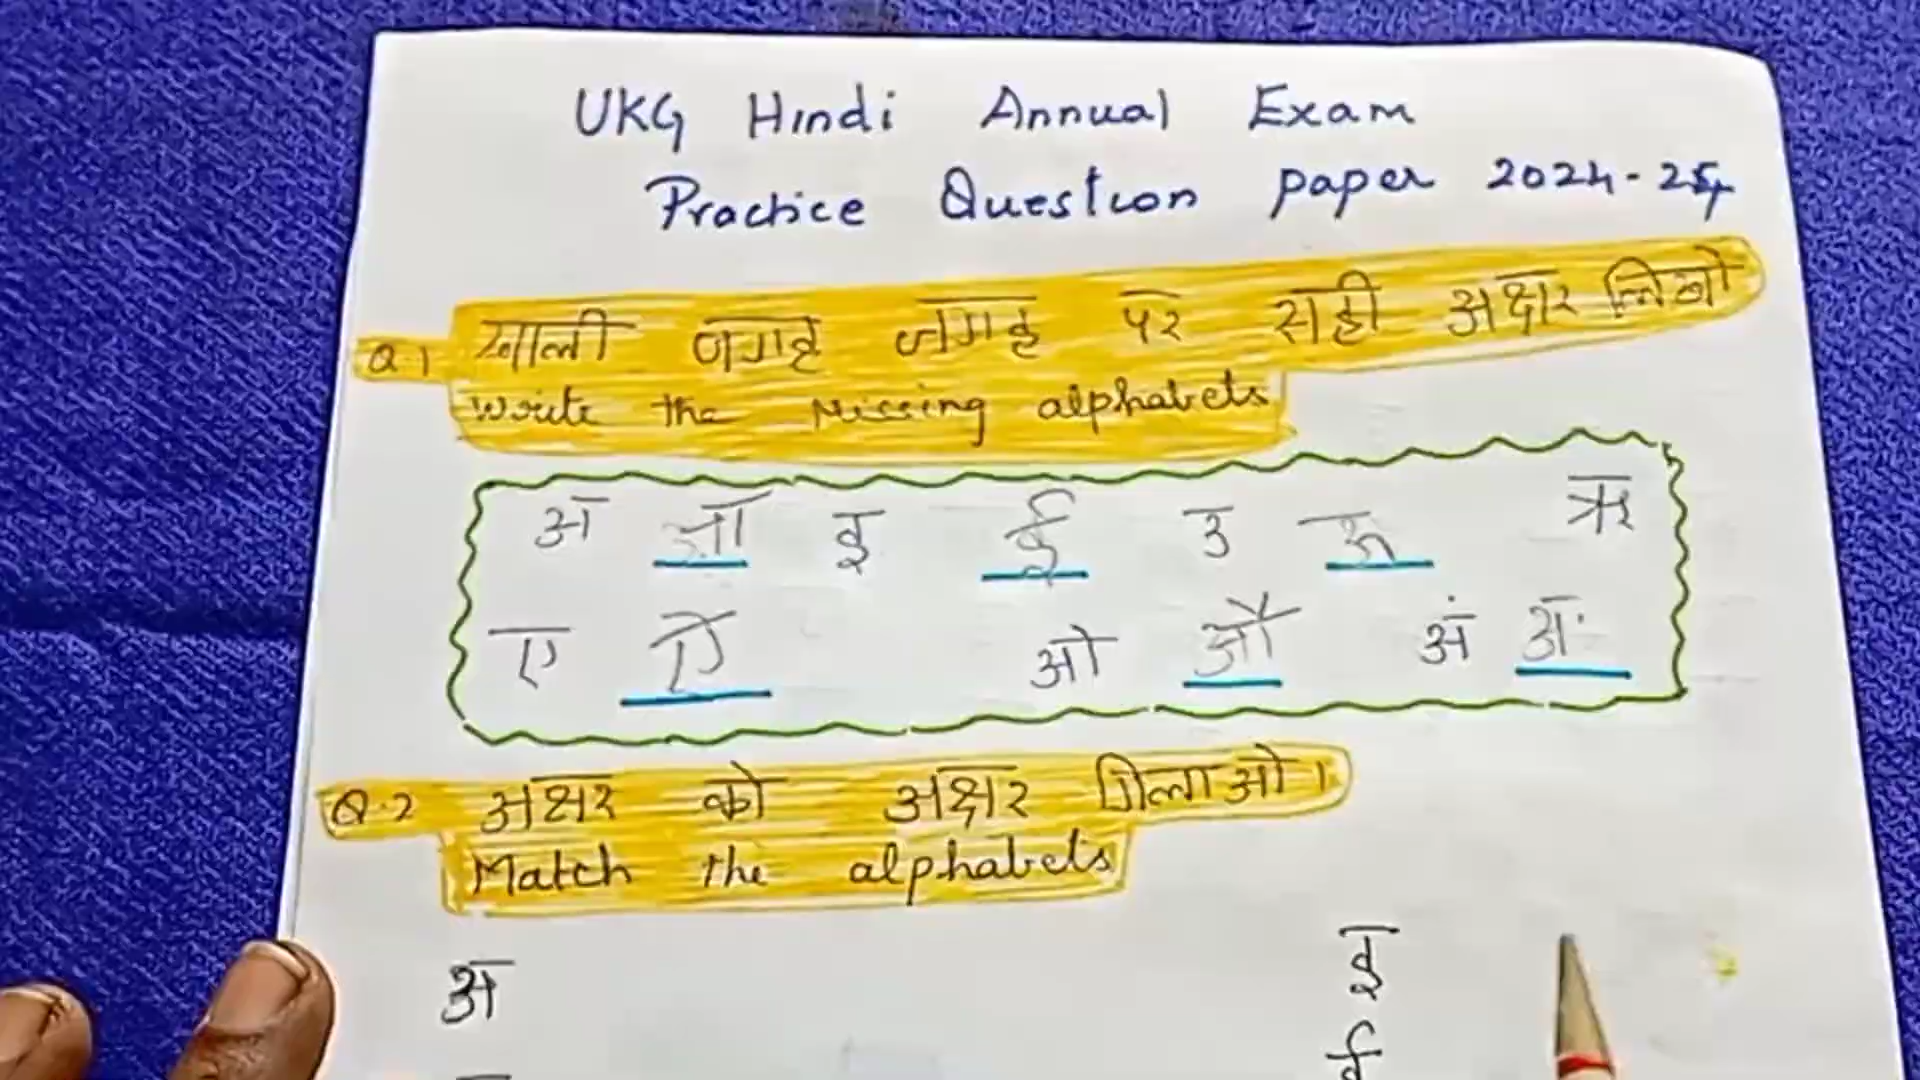 UKG Hindi Annual Exam
Practice Question paper 2024-25
Q.1 खाली जगह जगह पर सही अक्षर लिखो
Write the Missing alphabets
अ आ इ ई उ ऊ ऋ
ए ऐ ओ औ अं अः
Q.2 अक्षर को अक्षर मिलाओ।
Match the alphabets
अ इ
ई